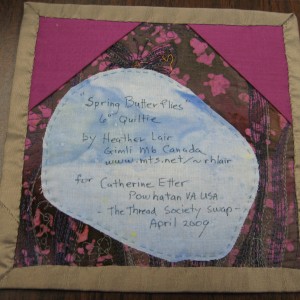 "Spring Butterflies"
6" Quiltie
by Heather Lair
Gimli MB Canada
www.mts.net/~rhlair
for Catherine Etter
Powhatan VA USA
- The Thread Society swap -
April 2009